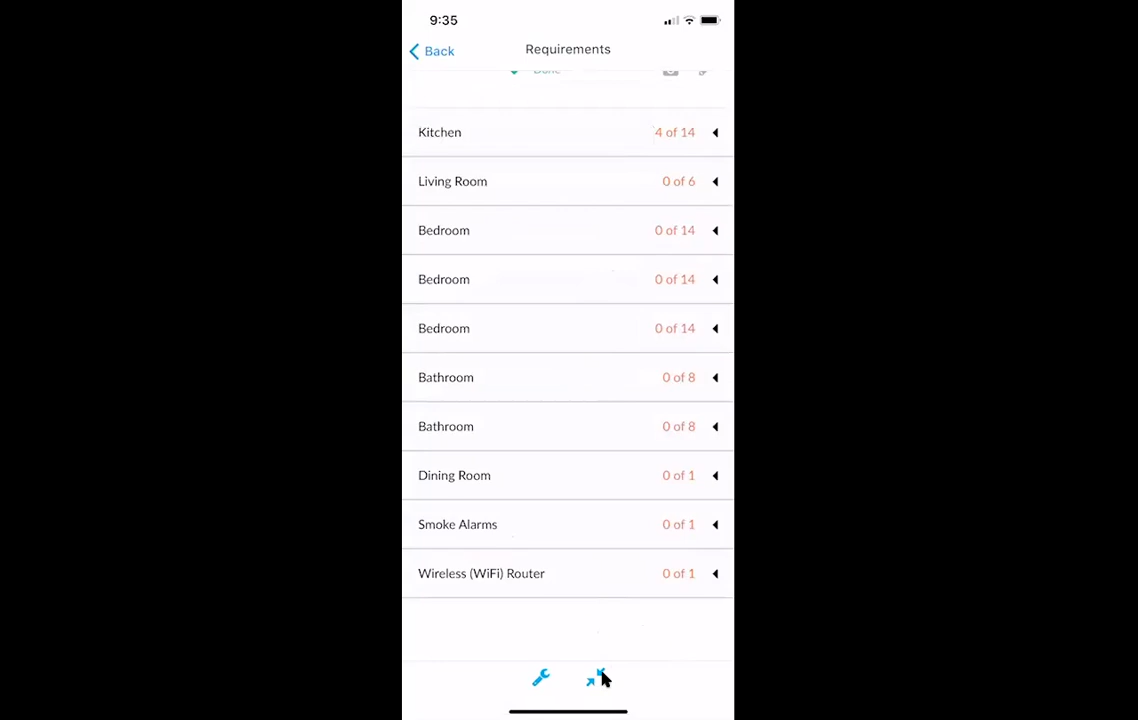 9:35
Back
Requirements
Done
Kitchen 4 of 14
Living Room 0 of 6
Bedroom 0 of 14
Bedroom 0 of 14
Bedroom 0 of 14
Bathroom 0 of 8
Bathroom 0 of 8
Dining Room 0 of 1
Smoke Alarms 0 of 1
Wireless (WiFi) Router 0 of 1